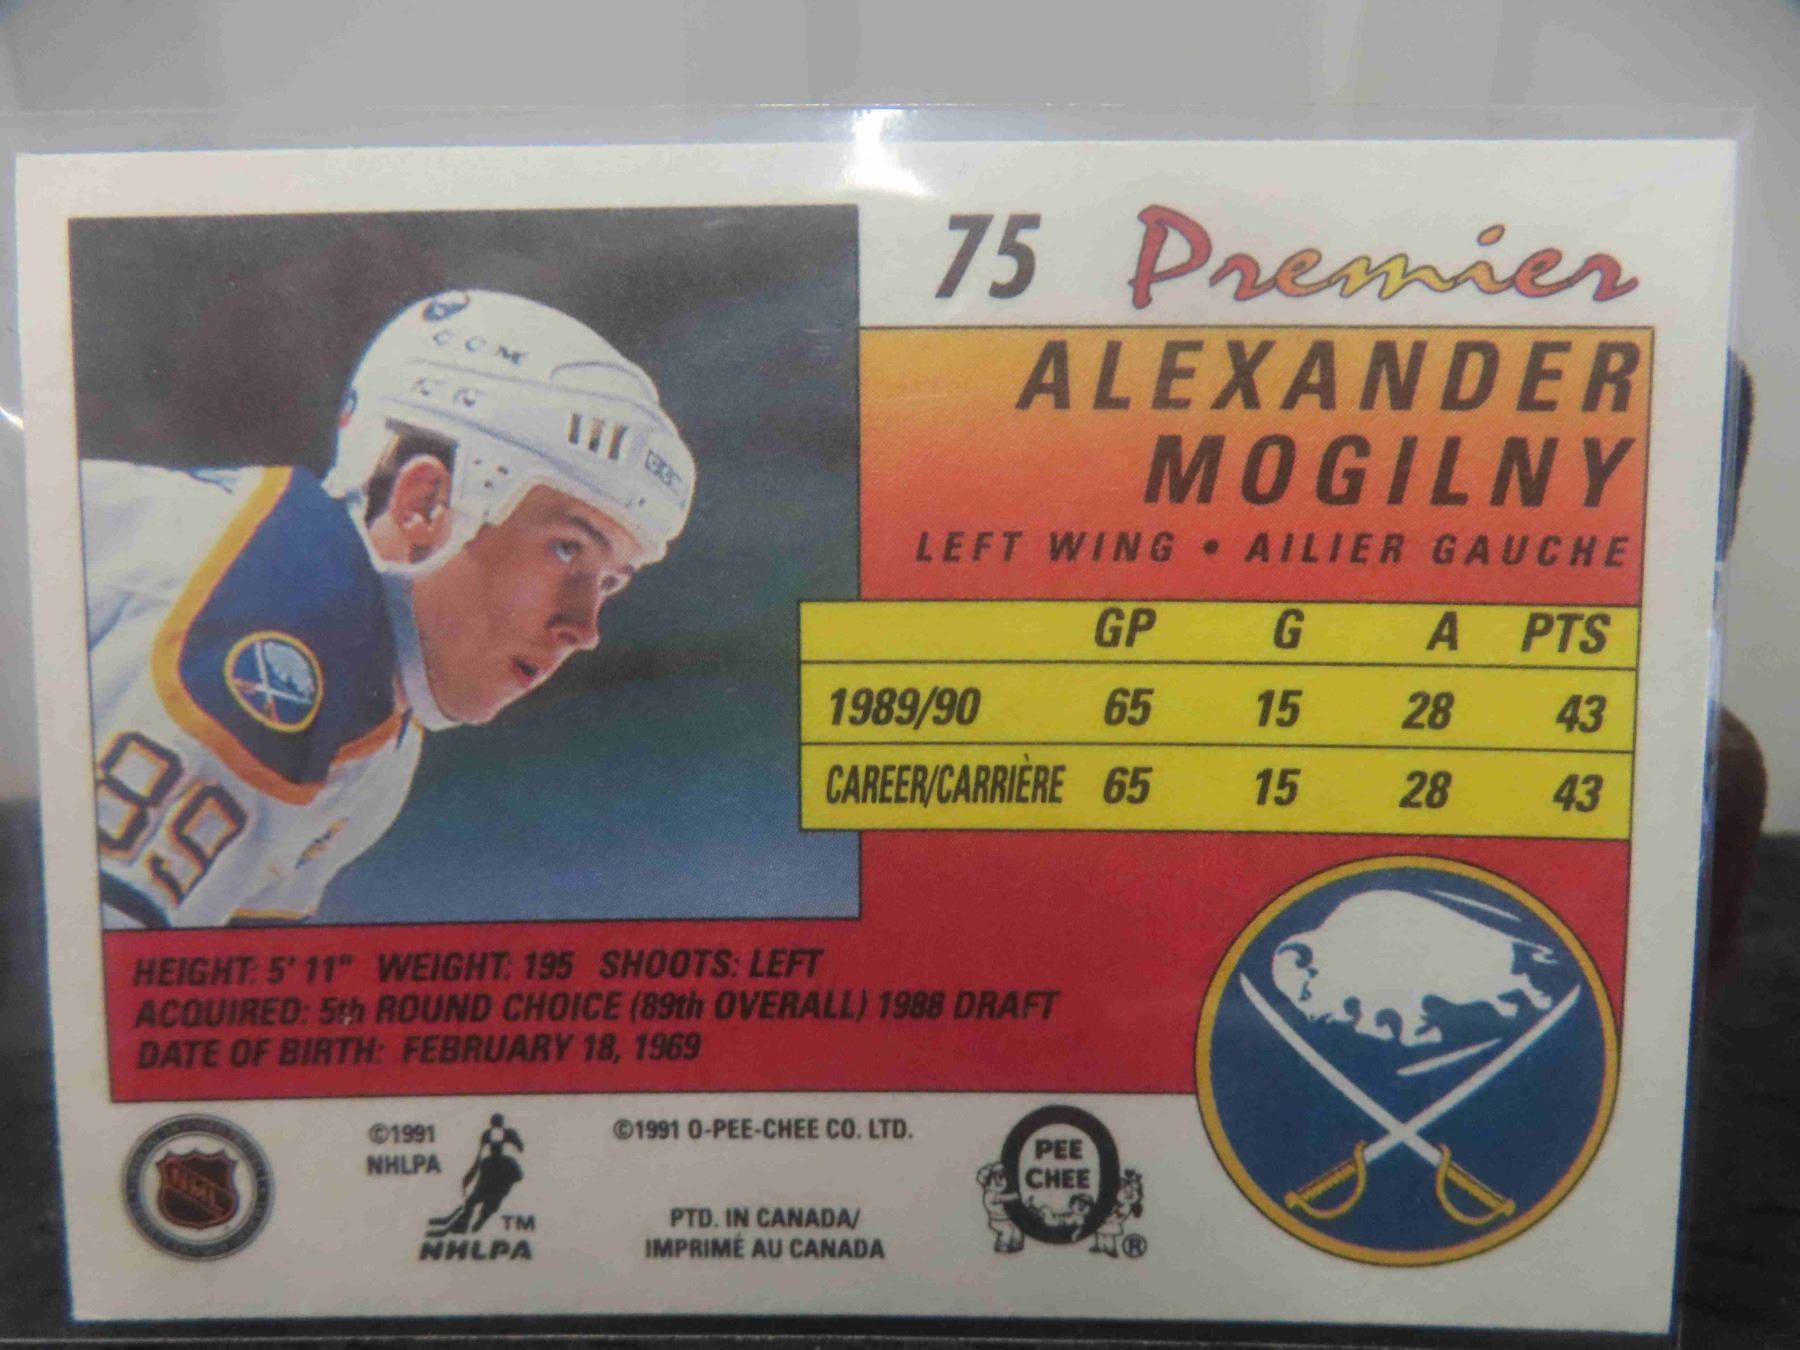 75 Premier
ALEXANDER
MOGILNY
LEFT WING • AILIER GAUCHE
GP G A PTS
1989/90 65 15 28 43
CAREER/CARRIÈRE 65 15 28 43
CCM
89
HEIGHT: 5' 11" WEIGHT: 195 SHOOTS: LEFT
ACQUIRED: 5th ROUND CHOICE (89th OVERALL) 1988 DRAFT
DATE OF BIRTH: FEBRUARY 18, 1969
NHL
©1991
NHLPA
TM
NHLPA
©1991 O-PEE-CHEE CO. LTD.
PTD. IN CANADA/
IMPRIMÉ AU CANADA
PEE
CHEE
®